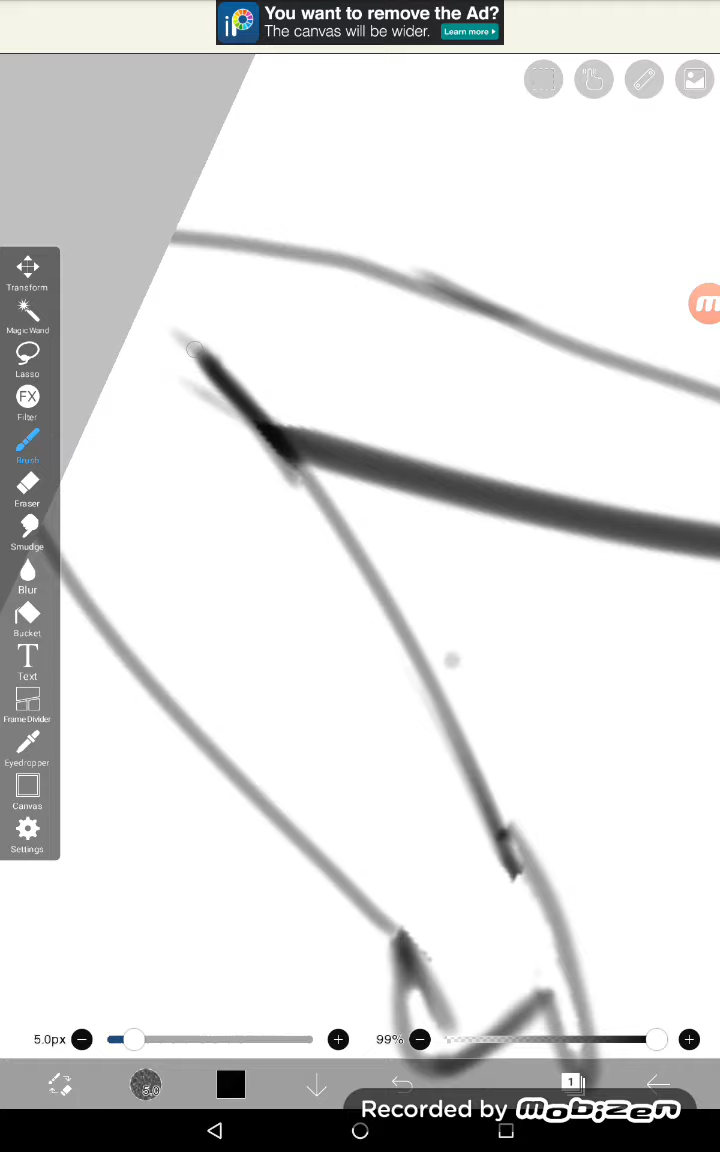 iP
You want to remove the Ad?
The canvas will be wider.
Learn more
Transform
Magic Wand
Lasso
FX
Filter
Brush
Eraser
Smudge
Blur
Bucket
T
Text
Frame Divider
Eyedropper
Canvas
Settings
5.0px
99%
5.0
1
Recorded by mobizen